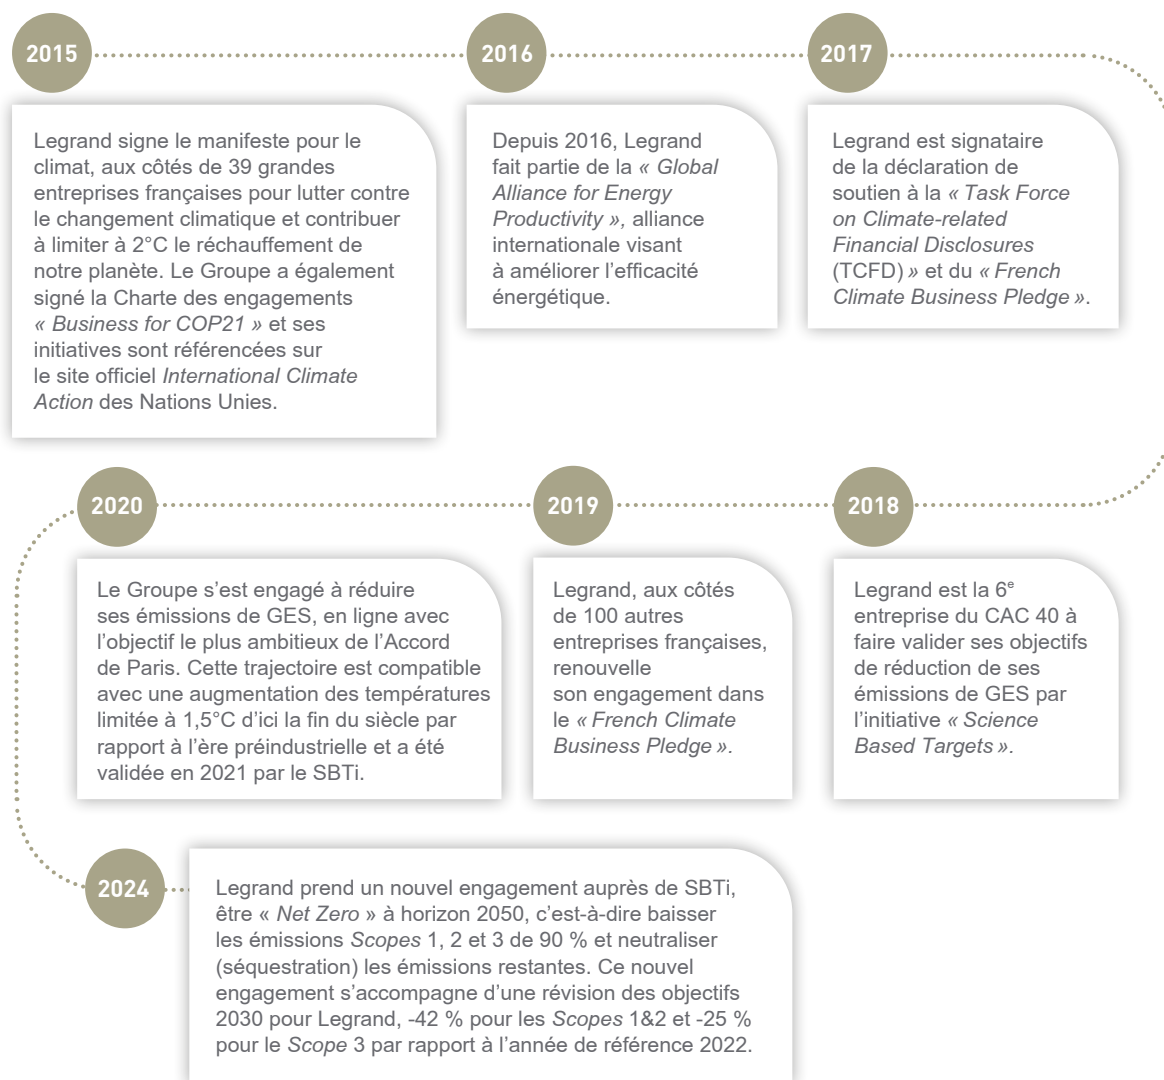 2015
Legrand signe le manifeste pour le
climat, aux côtés de 39 grandes
entreprises françaises pour lutter contre
le changement climatique et contribuer
à limiter à 2°C le réchauffement de
notre planète. Le Groupe a également
signé la Charte des engagements
« Business for COP21 » et ses
initiatives sont référencées sur
le site officiel International Climate
Action des Nations Unies.
2016
Depuis 2016, Legrand
fait partie de la « Global
Alliance for Energy
Productivity », alliance
internationale visant
à améliorer l’efficacité
énergétique.
2017
Legrand est signataire
de la déclaration de
soutien à la « Task Force
on Climate-related
Financial Disclosures
(TCFD) » et du « French
Climate Business Pledge ».
2018
Legrand est la 6e
entreprise du CAC 40 à
faire valider ses objectifs
de réduction de ses
émissions de GES par
l’initiative « Science
Based Targets ».
2019
Legrand, aux côtés
de 100 autres
entreprises françaises,
renouvelle
son engagement dans
le « French Climate
Business Pledge ».
2020
Le Groupe s’est engagé à réduire
ses émissions de GES, en ligne avec
l’objectif le plus ambitieux de l’Accord
de Paris. Cette trajectoire est compatible
avec une augmentation des températures
limitée à 1,5°C d’ici la fin du siècle par
rapport à l’ère préindustrielle et a été
validée en 2021 par le SBTi.
2024
Legrand prend un nouvel engagement auprès de SBTi,
être « Net Zero » à horizon 2050, c’est-à-dire baisser
les émissions Scopes 1, 2 et 3 de 90 % et neutraliser
(séquestration) les émissions restantes. Ce nouvel
engagement s’accompagne d’une révision des objectifs
2030 pour Legrand, -42 % pour les Scopes 1&2 et -25 %
pour le Scope 3 par rapport à l’année de référence 2022.